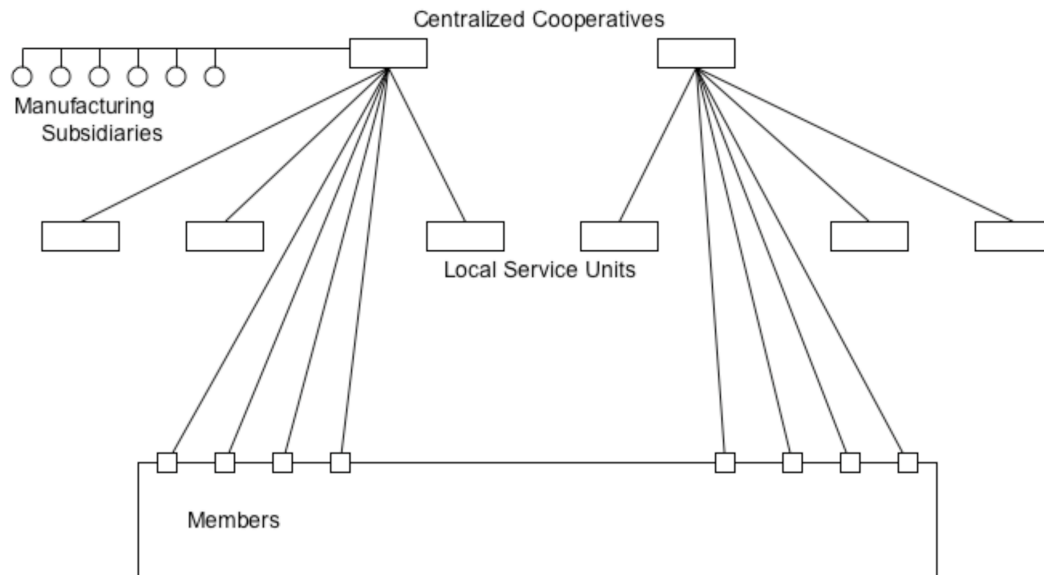 Centralized Cooperatives
Manufacturing
Subsidiaries
Local Service Units
Members